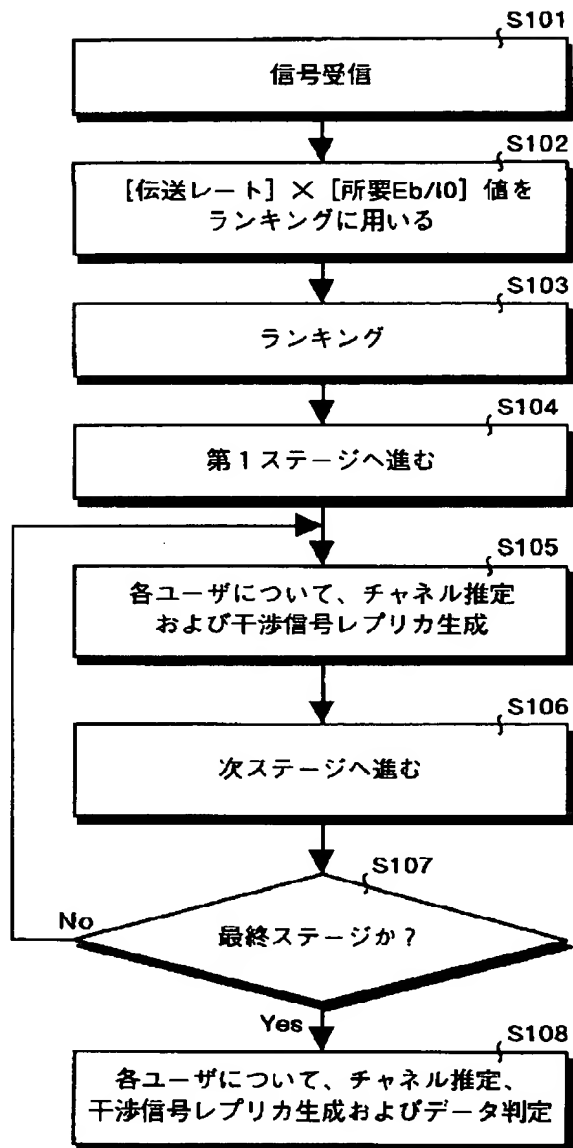 S101
信号受信
S102
[伝送レート] × [所要Eb/I0] 値を
ランキングに用いる
S103
ランキング
S104
第1ステージへ進む
S105
各ユーザについて、チャネル推定
および干渉信号レプリカ生成
S106
次ステージへ進む
S107
No
最終ステージか?
Yes
S108
各ユーザについて、チャネル推定、
干渉信号レプリカ生成およびデータ判定